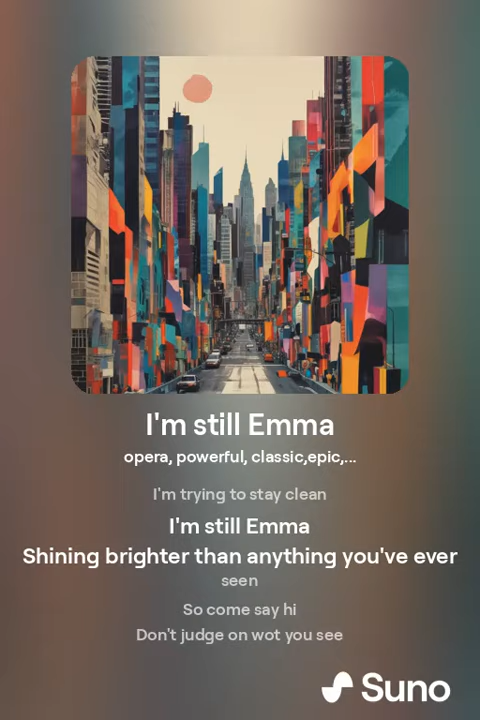 I'm still Emma
opera, powerful, classic,epic,...
I'm trying to stay clean
I'm still Emma
Shining brighter than anything you've ever
seen
So come say hi
Don't judge on wot you see
Suno